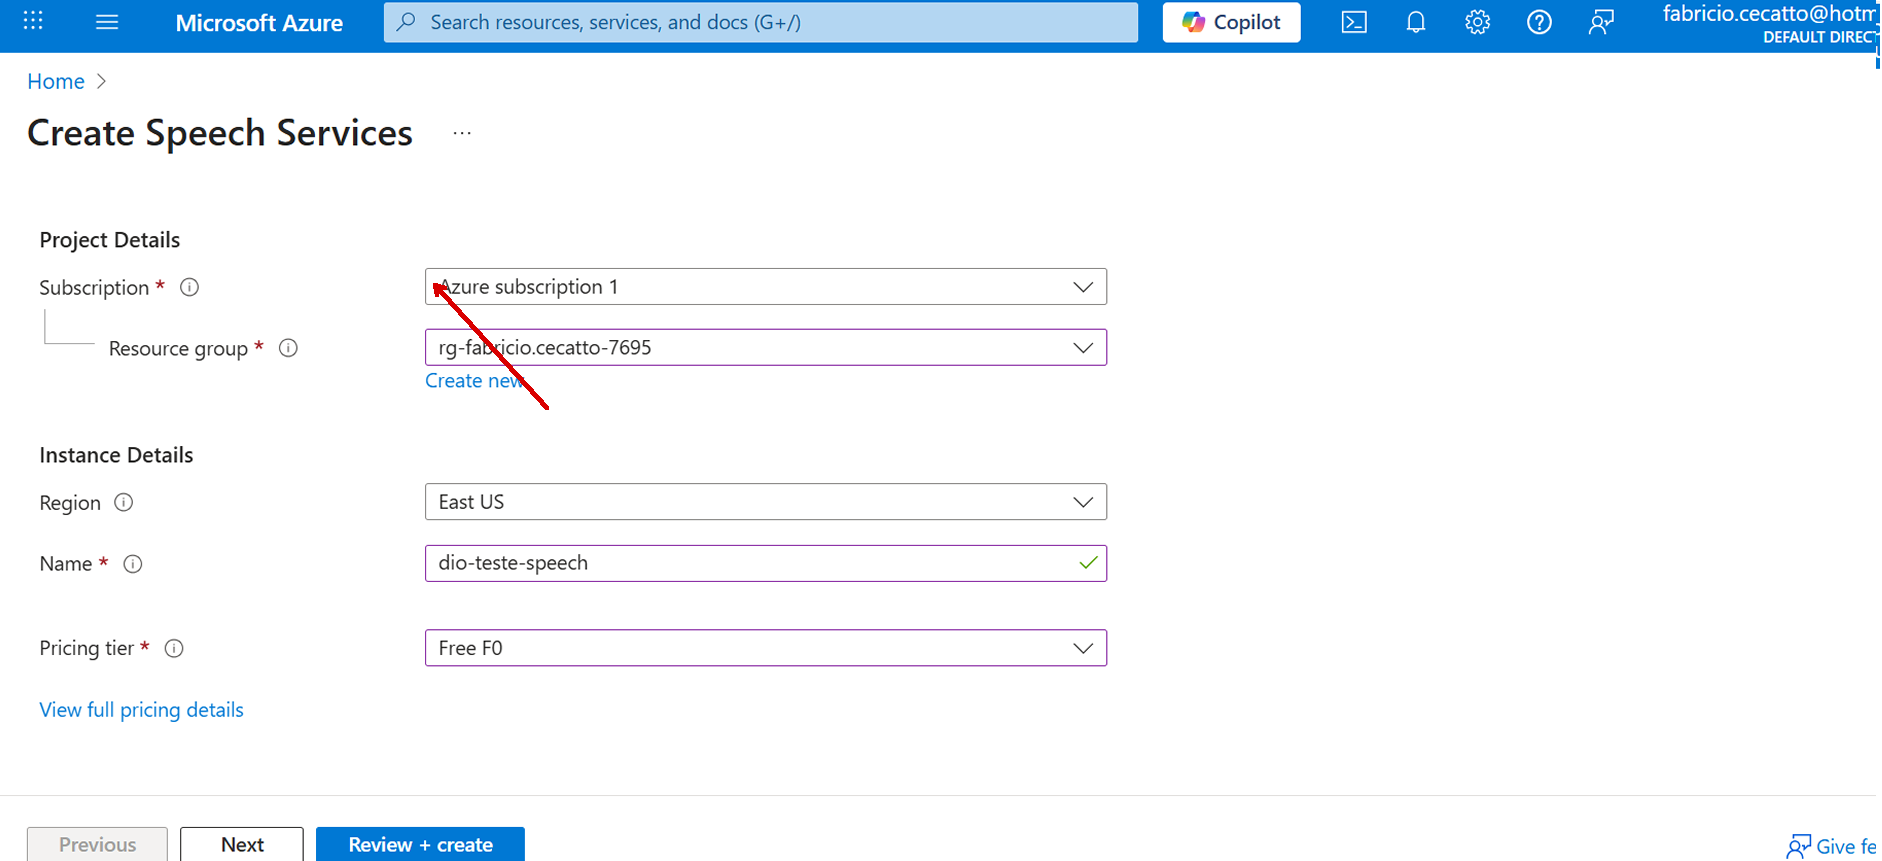 Microsoft Azure
Search resources, services, and docs (G+/)
Copilot
fabricio.cecatto@hotm
DEFAULT DIREC
Home
Create Speech Services
Project Details
Subscription *
Azure subscription 1
Resource group *
rg-fabricio.cecatto-7695
Create new
Instance Details
Region
East US
Name *
dio-teste-speech
Pricing tier *
Free F0
View full pricing details
Previous
Next
Review + create
Give fe